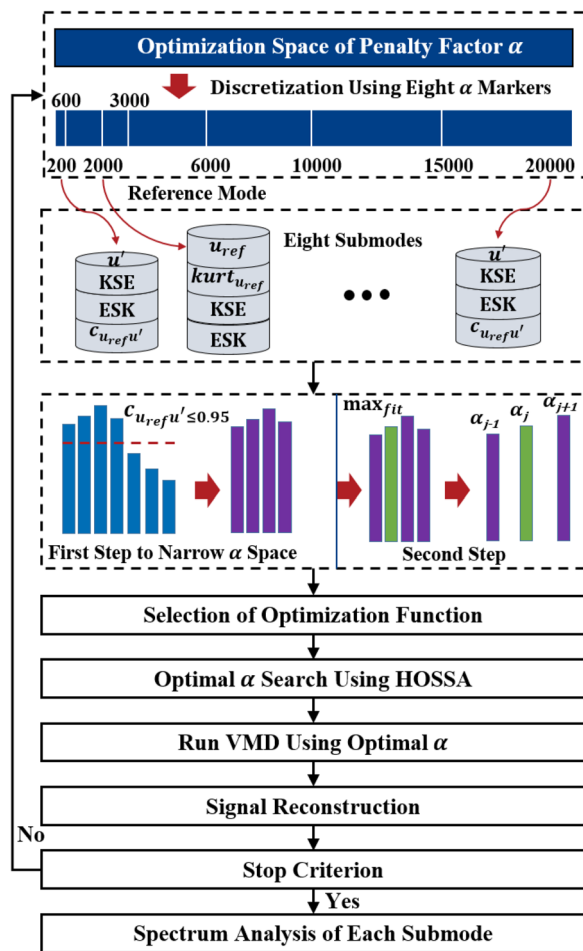 Optimization Space of Penalty Factor α
Discretization Using Eight α Markers
600 3000
200 2000 6000 10000 15000 20000
Reference Mode
Eight Submodes
u' u_ref u'
KSE kurt_{u_ref} KSE
ESK KSE ESK
c_{u_ref u'} ESK c_{u_ref u'}
c_{u_ref u'≤0.95} max_{fit} α_{j-1} α_j α_{j+1}
First Step to Narrow α Space Second Step
Selection of Optimization Function
Optimal α Search Using HOSSA
Run VMD Using Optimal α
Signal Reconstruction
No
Stop Criterion
Yes
Spectrum Analysis of Each Submode